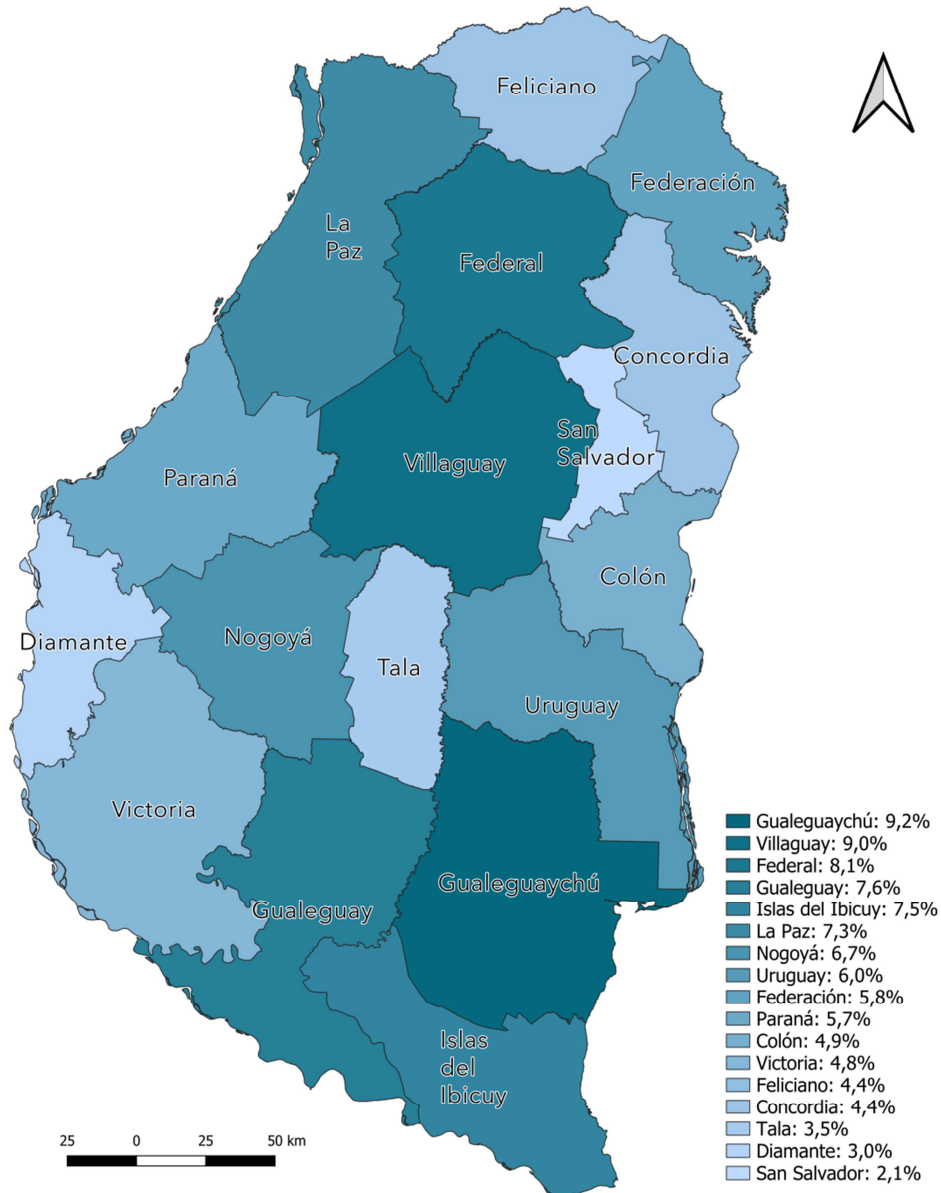 Feliciano
Federación
La
Paz
Federal
Concordia
San
Salvador
Villaguay
Paraná
Colón
Diamante
Nogoyá
Tala
Uruguay
Victoria
Gualeguaychú
Gualeguay
Islas
del
Ibicuy
Gualeguaychú: 9,2%
Villaguay: 9,0%
Federal: 8,1%
Gualeguay: 7,6%
Islas del Ibicuy: 7,5%
La Paz: 7,3%
Nogoyá: 6,7%
Uruguay: 6,0%
Federación: 5,8%
Paraná: 5,7%
Colón: 4,9%
Victoria: 4,8%
Feliciano: 4,4%
Concordia: 4,4%
Tala: 3,5%
Diamante: 3,0%
San Salvador: 2,1%
25 0 25 50 km